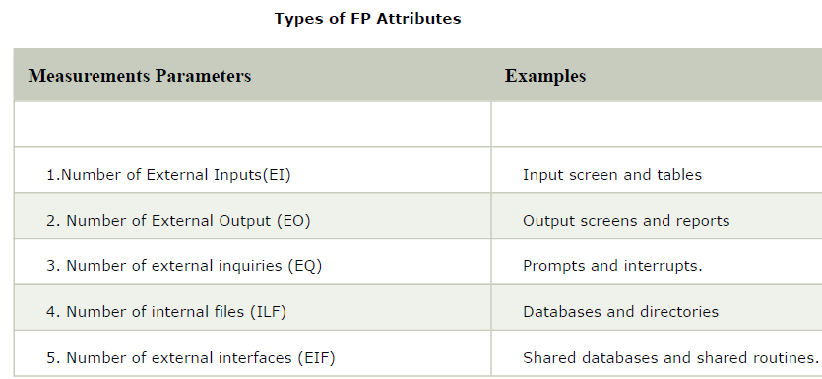 Types of FP Attributes
Measurements Parameters Examples
1.Number of External Inputs(EI) Input screen and tables
2. Number of External Output (EO) Output screens and reports
3. Number of external inquiries (EQ) Prompts and interrupts.
4. Number of internal files (ILF) Databases and directories
5. Number of external interfaces (EIF) Shared databases and shared routines.